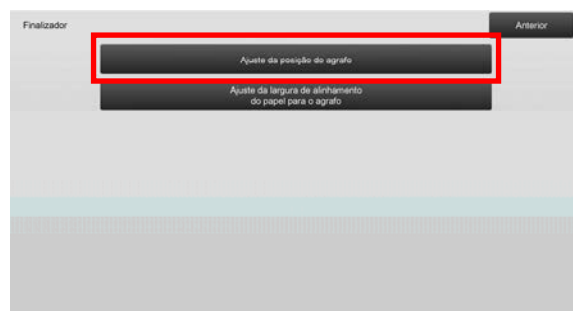 Finalizador
Anterior
Ajuste da posição do agrafo
Ajuste da largura de alinhamento
do papel para o agrafo